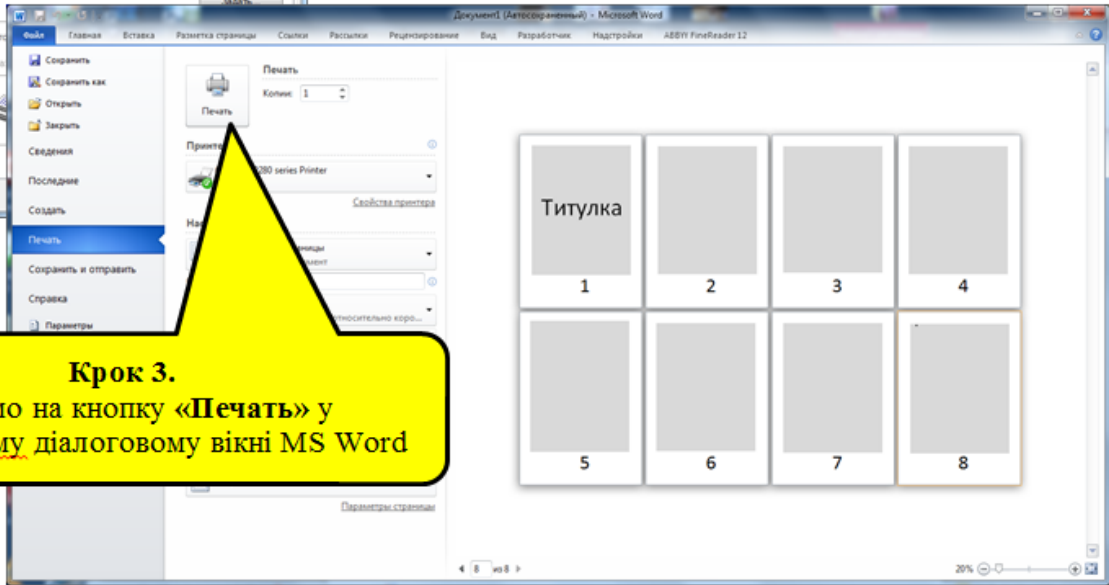 Задать
Документ1 (Автосохраненный) - Microsoft Word
Файл Главная Вставка Разметка страницы Ссылки Рассылки Рецензирование Вид Разработчик Надстройки ABBYY FineReader 12
Сохранить
Сохранить как
Открыть
Закрыть
Сведения
Последние
Создать
Печать
Сохранить и отправить
Справка
Параметры
Печать
Копии: 1
Печать
280 series Printer
Свойства принтера
относительно коро...
Крок 3.
на кнопку «Печать» у
діалоговому вікні MS Word
Параметры страницы
Титулка
1 2 3 4
5 6 7 8
8 из 8
20%